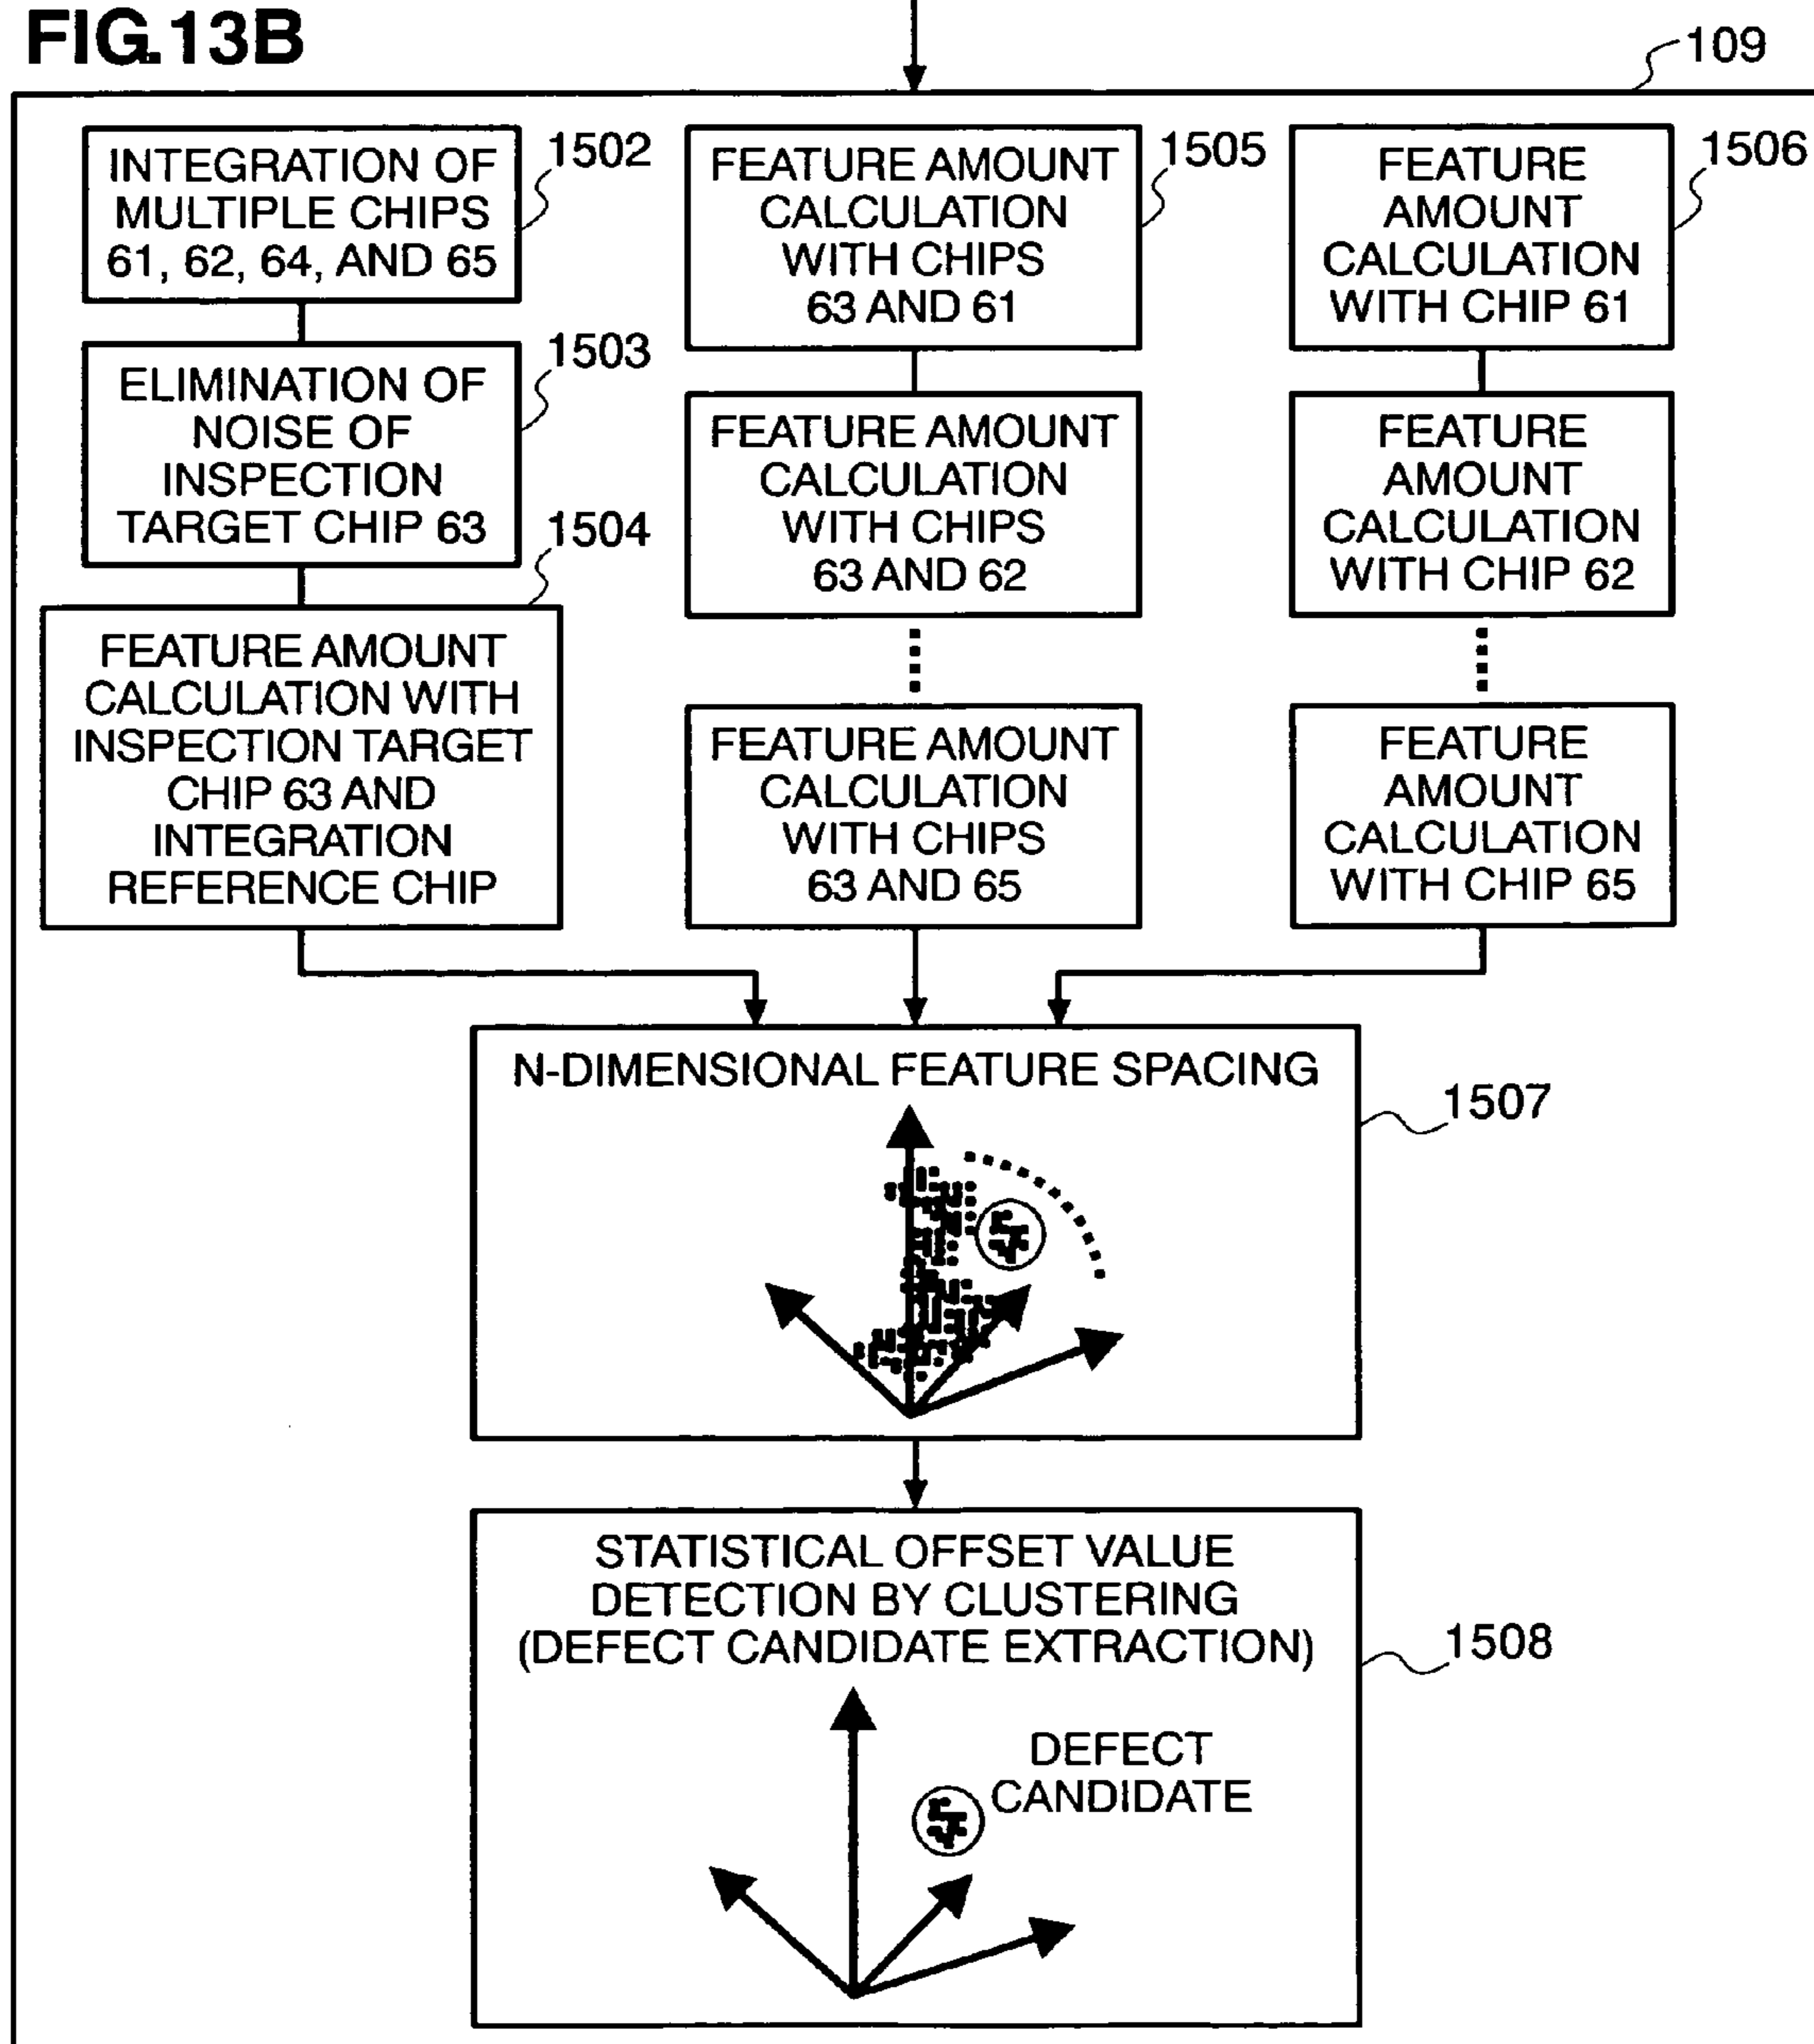 FIG.13B
109
INTEGRATION OF
MULTIPLE CHIPS
61, 62, 64, AND 65
1502
ELIMINATION OF
NOISE OF
INSPECTION
TARGET CHIP 63
1503
FEATURE AMOUNT
CALCULATION WITH
INSPECTION TARGET
CHIP 63 AND
INTEGRATION
REFERENCE CHIP
1504
FEATURE AMOUNT
CALCULATION
WITH CHIPS
63 AND 61
1505
FEATURE AMOUNT
CALCULATION
WITH CHIPS
63 AND 62
FEATURE AMOUNT
CALCULATION
WITH CHIPS
63 AND 65
FEATURE
AMOUNT
CALCULATION
WITH CHIP 61
1506
FEATURE
AMOUNT
CALCULATION
WITH CHIP 62
FEATURE
AMOUNT
CALCULATION
WITH CHIP 65
N-DIMENSIONAL FEATURE SPACING
1507
STATISTICAL OFFSET VALUE
DETECTION BY CLUSTERING
(DEFECT CANDIDATE EXTRACTION)
1508
DEFECT
CANDIDATE